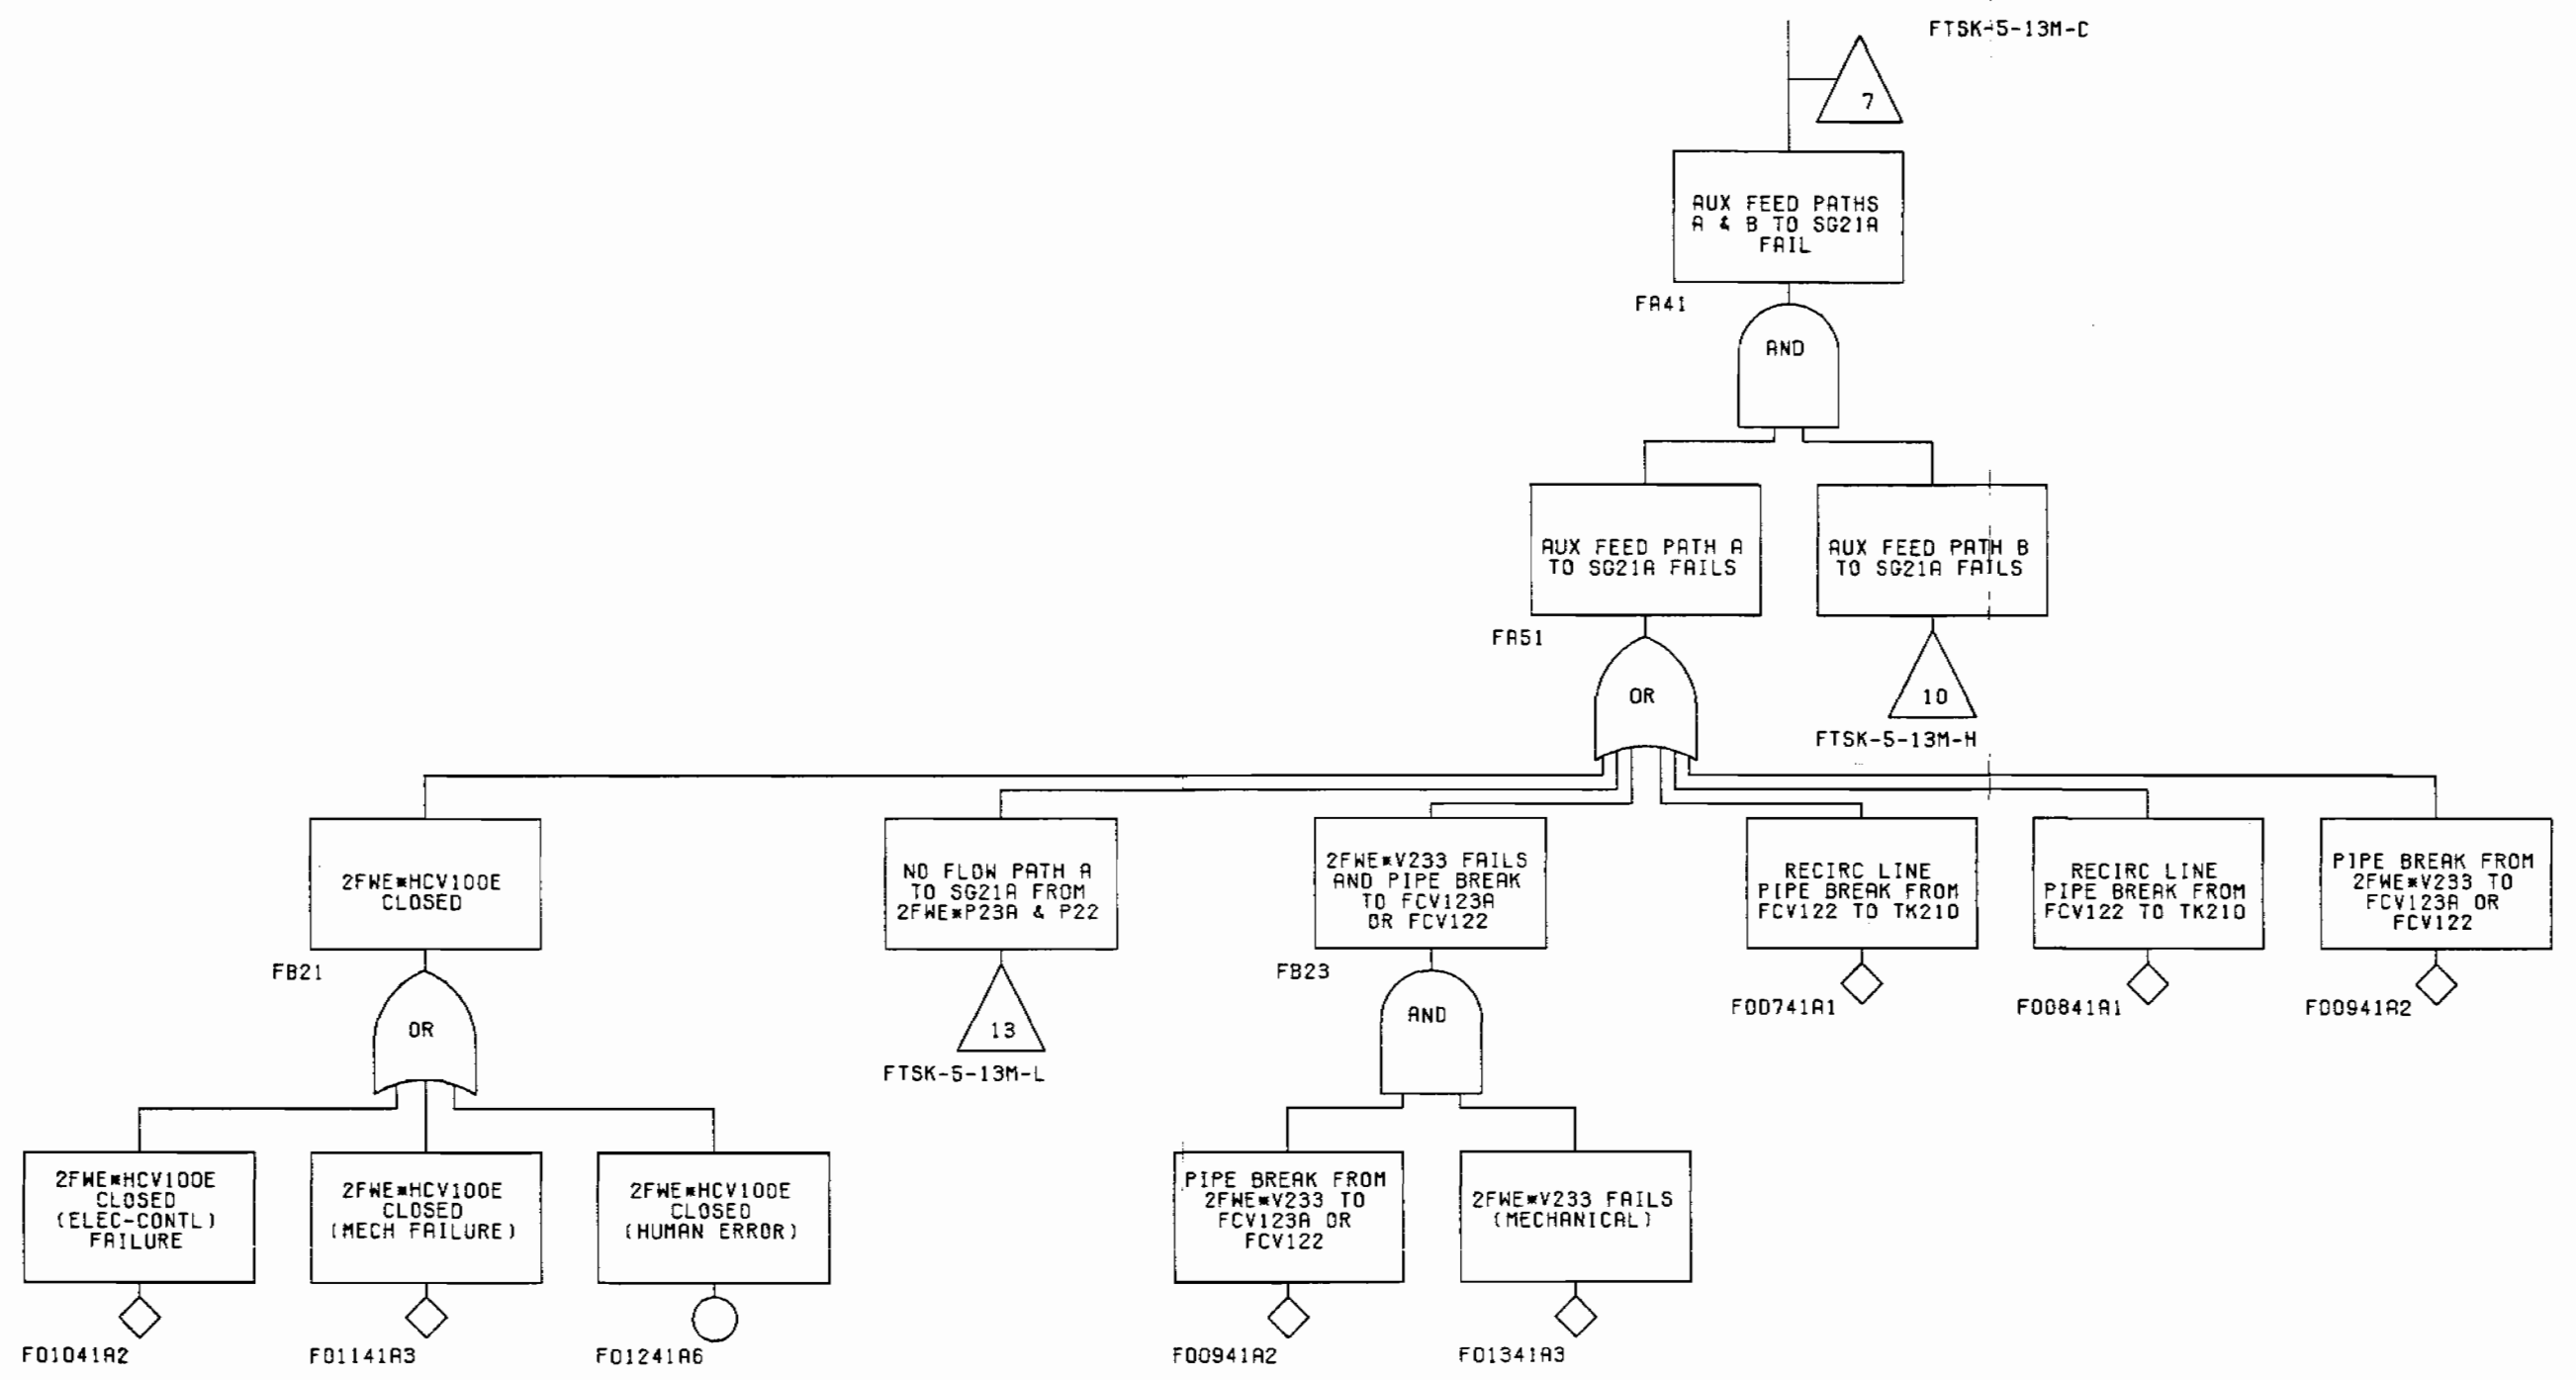 FTSK-5-13M-C
7
AUX FEED PATHS
A & B TO SG21A
FAIL
FA41
AND
AUX FEED PATH A
TO SG21A FAILS
AUX FEED PATH B
TO SG21A FAILS
FA51
OR
10
FTSK-5-13M-H
2FWE*HCV100E
CLOSED
NO FLOW PATH A
TO SG21A FROM
2FWE*P23A & P22
2FWE*V233 FAILS
AND PIPE BREAK
TO FCV123A
OR FCV122
RECIRC LINE
PIPE BREAK FROM
FCV122 TO TK210
RECIRC LINE
PIPE BREAK FROM
FCV122 TO TK210
PIPE BREAK FROM
2FWE*V233 TO
FCV123A OR
FCV122
FB21
OR
13
FTSK-5-13M-L
FB23
AND
F00741A1
F00841A1
F00941A2
2FWE*HCV100E
CLOSED
(ELEC-CONTL)
FAILURE
2FWE*HCV100E
CLOSED
(MECH FAILURE)
2FWE*HCV100E
CLOSED
(HUMAN ERROR)
PIPE BREAK FROM
2FWE*V233 TO
FCV123A OR
FCV122
2FWE*V233 FAILS
(MECHANICAL)
F01041A2
F01141A3
F01241A6
F00941A2
F01341A3